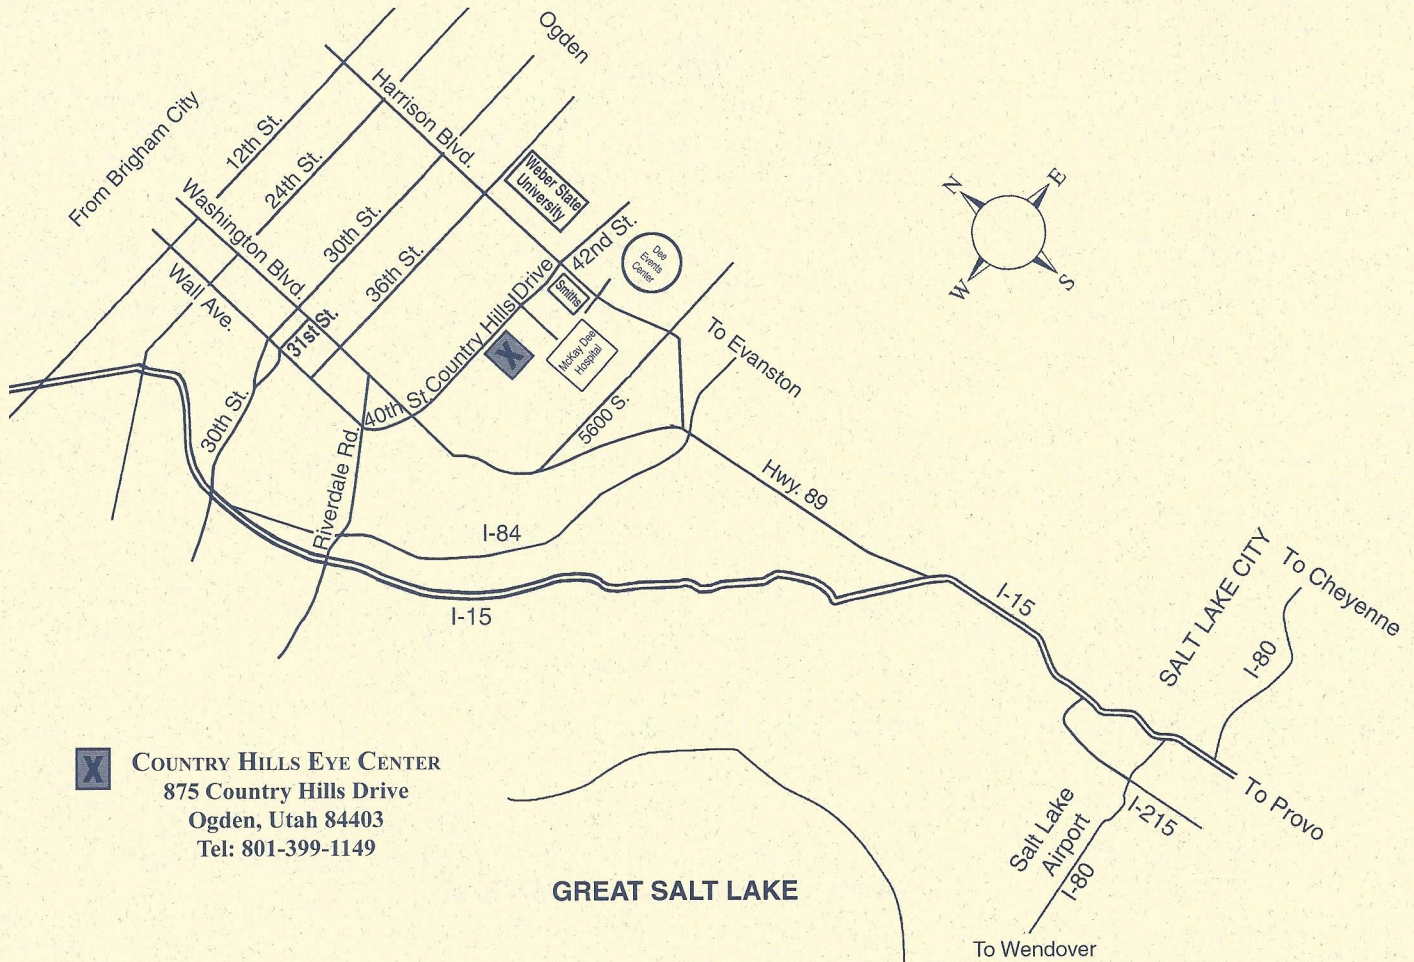 Ogden
From Brigham City
12th St.
24th St.
Harrison Blvd.
Washington Blvd.
30th St.
36th St.
Wall Ave.
31st St.
Weber State
University
42nd St.
Dee
Events
Center
Smiths
Country Hills Drive
X
McKay Dee
Hospital
40th St.
5600 S.
To Evanston
30th St.
Riverdale Rd.
I-84
Hwy. 89
I-15
I-15
N
E
W
S
SALT LAKE CITY
To Cheyenne
I-80
To Provo
I-215
Salt Lake
Airport
I-80
To Wendover
GREAT SALT LAKE
X
COUNTRY HILLS EYE CENTER
875 Country Hills Drive
Ogden, Utah 84403
Tel: 801-399-1149